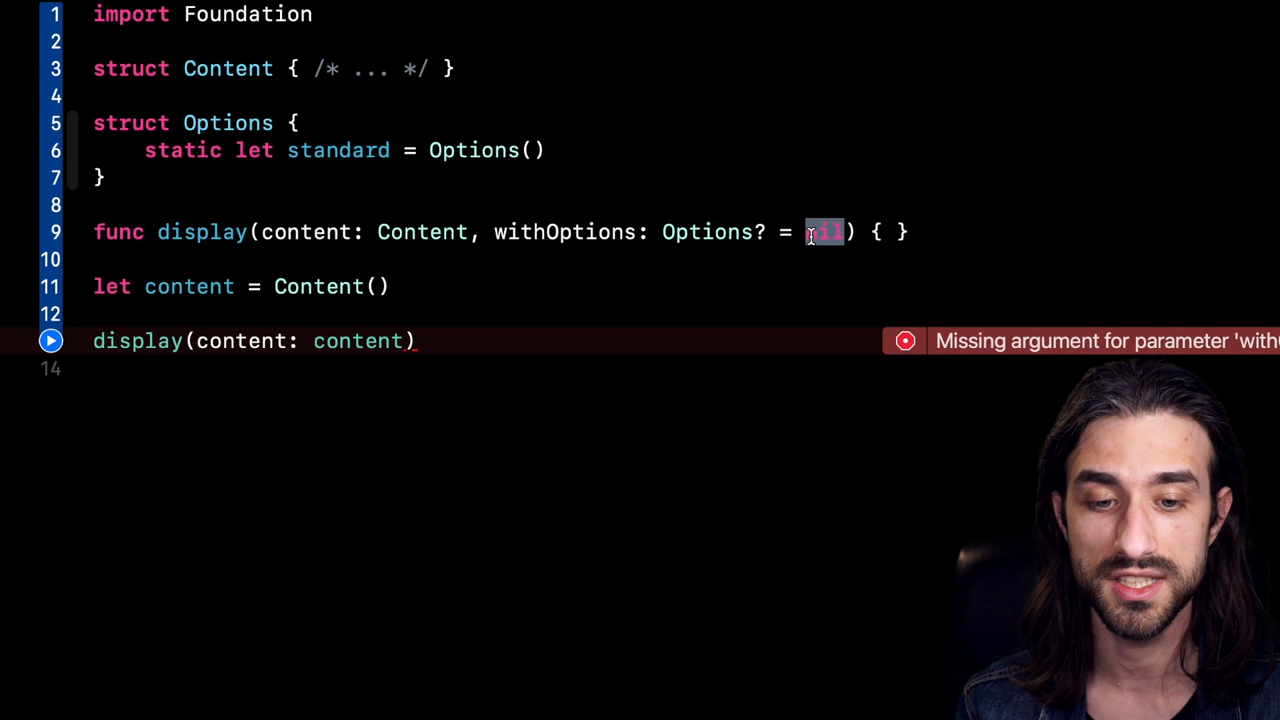 1 import Foundation
2
3 struct Content { /* ... */ }
4
5 struct Options {
6 static let standard = Options()
7 }
8
9 func display(content: Content, withOptions: Options? = nil) { }
10
11 let content = Content()
12
display(content: content) Missing argument for parameter 'with
14